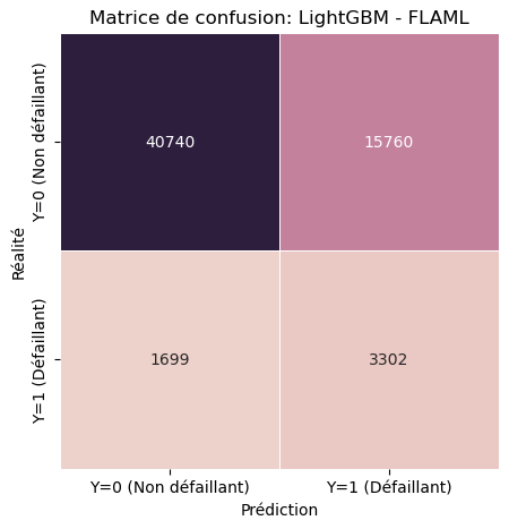 Matrice de confusion: LightGBM - FLAML
Réalité
Y=0 (Non défaillant)
40740
15760
Y=1 (Défaillant)
1699
3302
Y=0 (Non défaillant)
Y=1 (Défaillant)
Prédiction